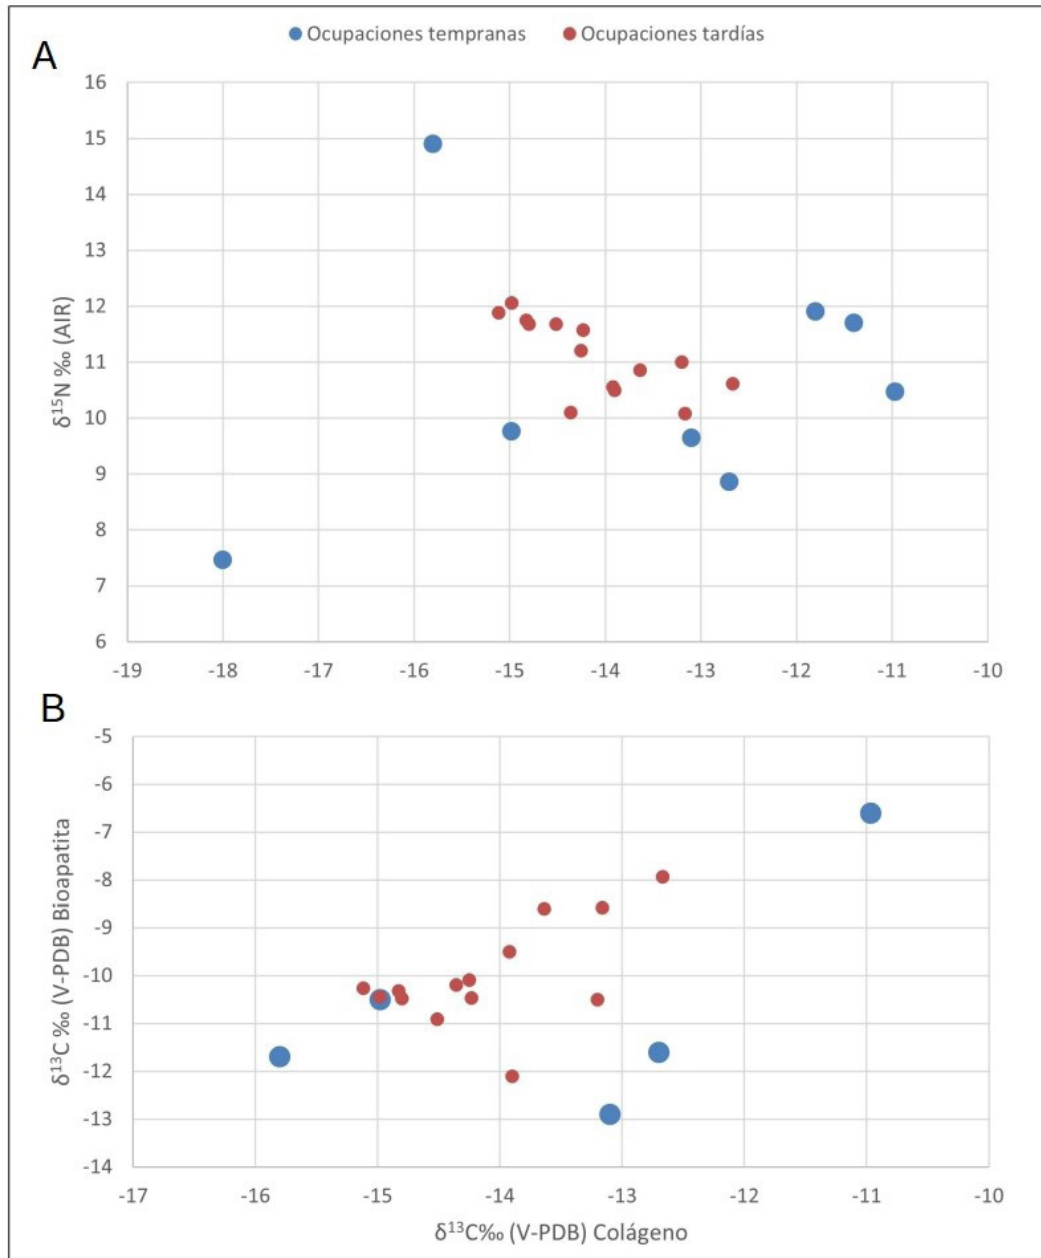 Ocupaciones tempranas Ocupaciones tardías
A
16
15
14
13
12
11
10
9
8
7
6
δ¹⁵N ‰ (AIR)
-19 -18 -17 -16 -15 -14 -13 -12 -11 -10
B
-5
-6
-7
-8
-9
-10
-11
-12
-13
-14
δ¹³C ‰ (V-PDB) Bioapatita
-17 -16 -15 -14 -13 -12 -11 -10
δ¹³C‰ (V-PDB) Colágeno